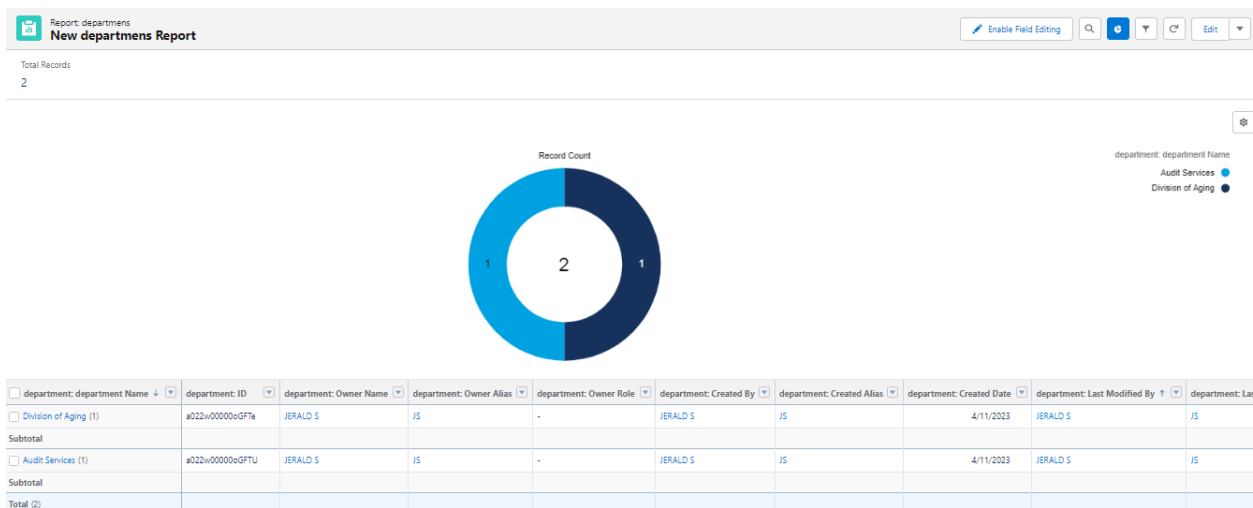 Report: departmens
New departmens Report
Enable Field Editing
Edit
Total Records
2
Record Count
department: department Name
Audit Services
Division of Aging
1
2
1
department: department Name ↓ department: ID department: Owner Name department: Owner Alias department: Owner Role department: Created By department: Created Alias department: Created Date department: Last Modified By ↑ department: Las
Division of Aging (1) a022w00000oGFTe JERALD S JS - JERALD S JS 4/11/2023 JERALD S JS
Subtotal
Audit Services (1) a022w00000oGFTU JERALD S JS - JERALD S JS 4/11/2023 JERALD S JS
Subtotal
Total (2)